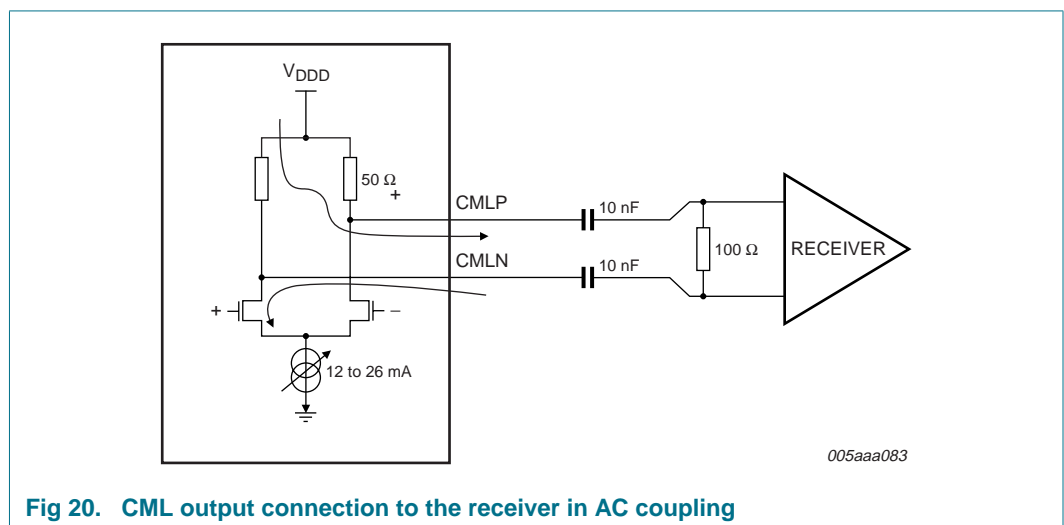 V_DDD
50 Ω
+
CMLP
10 nF
100 Ω
RECEIVER
CMLN
10 nF
+
−
12 to 26 mA
005aaa083
Fig 20. CML output connection to the receiver in AC coupling